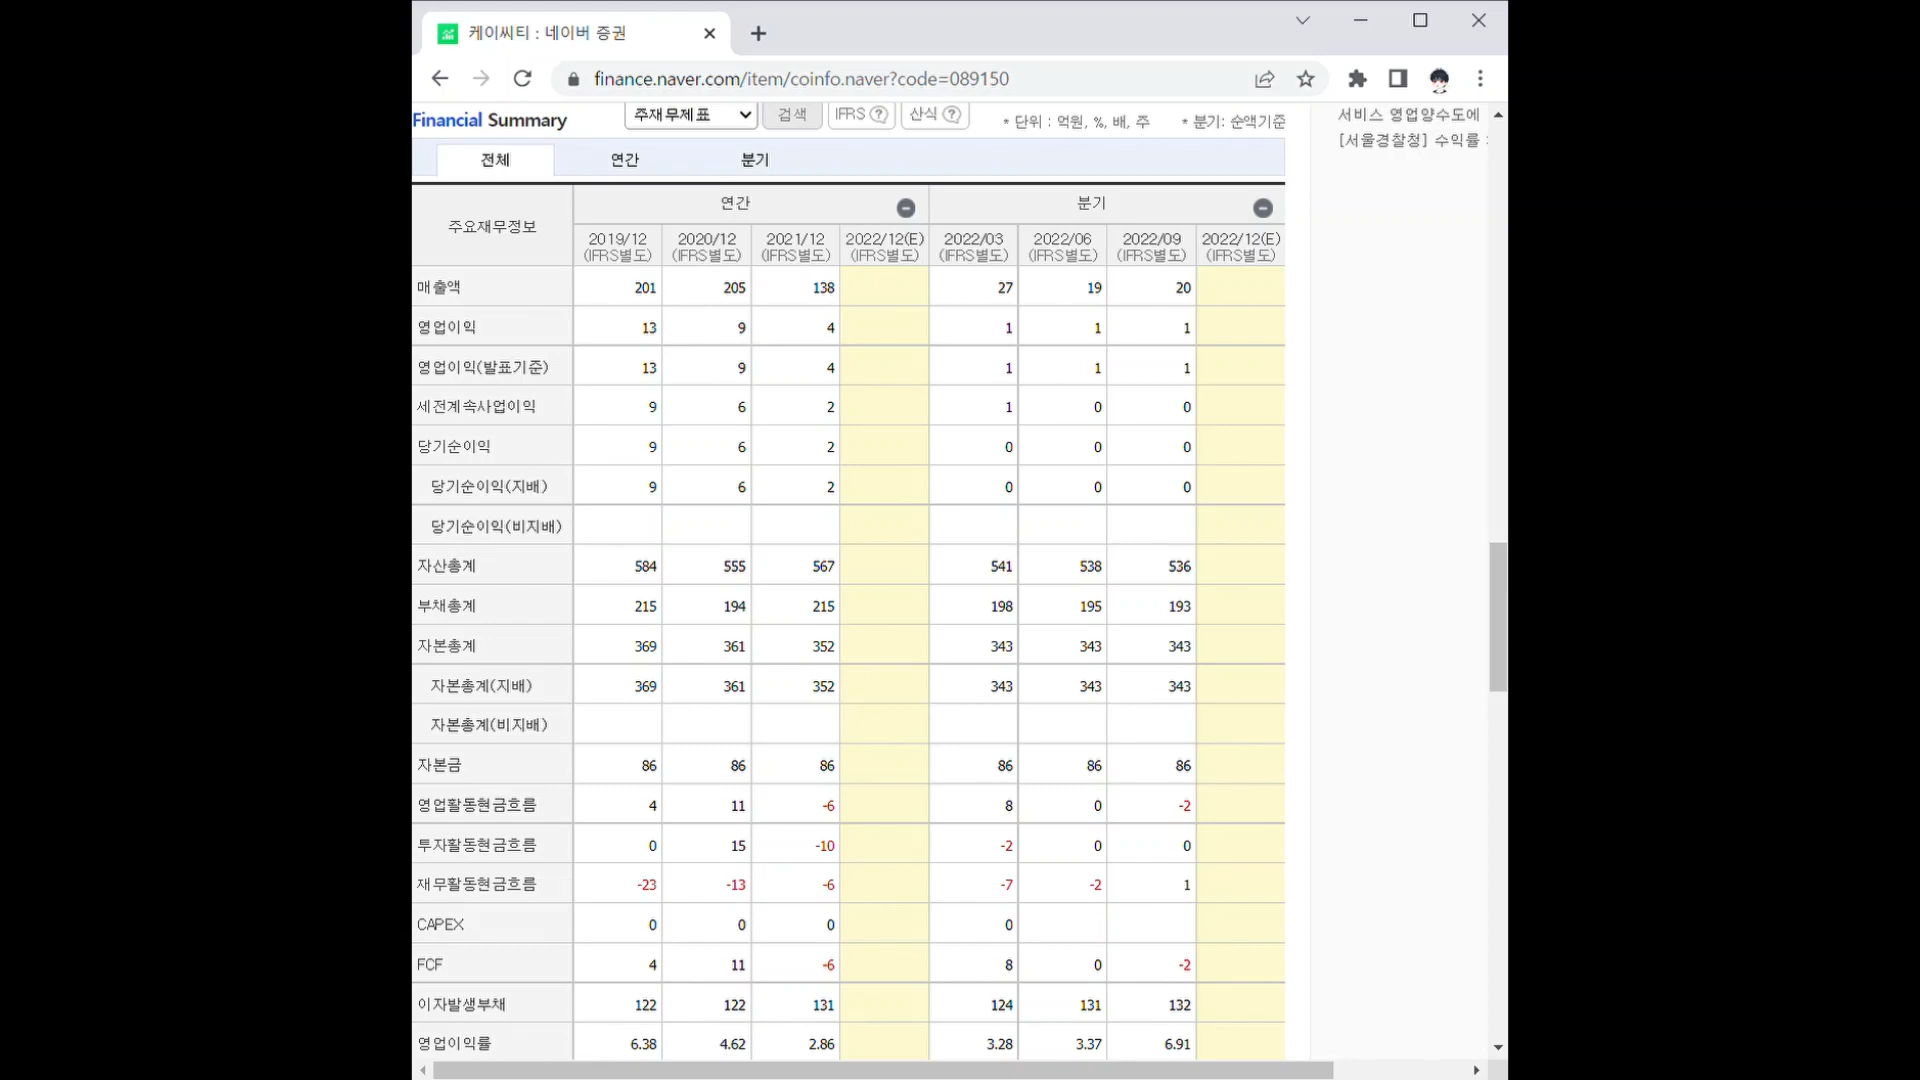 케이씨티 : 네이버 증권
finance.naver.com/item/coinfo.naver?code=089150
Financial Summary 주재무제표 검색 IFRS ? 산식 ? * 단위 : 억원, %, 배, 주 * 분기: 순액기준
서비스 영업양수도에
[서울경찰청] 수익률
전체 연간 분기
주요재무정보 연간 분기
2019/12 2020/12 2021/12 2022/12(E) 2022/03 2022/06 2022/09 2022/12(E)
(IFRS별도) (IFRS별도) (IFRS별도) (IFRS별도) (IFRS별도) (IFRS별도) (IFRS별도) (IFRS별도)
매출액 201 205 138 27 19 20
영업이익 13 9 4 1 1 1
영업이익(발표기준) 13 9 4 1 1 1
세전계속사업이익 9 6 2 1 0 0
당기순이익 9 6 2 0 0 0
당기순이익(지배) 9 6 2 0 0 0
당기순이익(비지배)
자산총계 584 555 567 541 538 536
부채총계 215 194 215 198 195 193
자본총계 369 361 352 343 343 343
자본총계(지배) 369 361 352 343 343 343
자본총계(비지배)
자본금 86 86 86 86 86 86
영업활동현금흐름 4 11 -6 8 0 -2
투자활동현금흐름 0 15 -10 -2 0 0
재무활동현금흐름 -23 -13 -6 -7 -2 1
CAPEX 0 0 0 0
FCF 4 11 -6 8 0 -2
이자발생부채 122 122 131 124 131 132
영업이익률 6.38 4.62 2.86 3.28 3.37 6.91